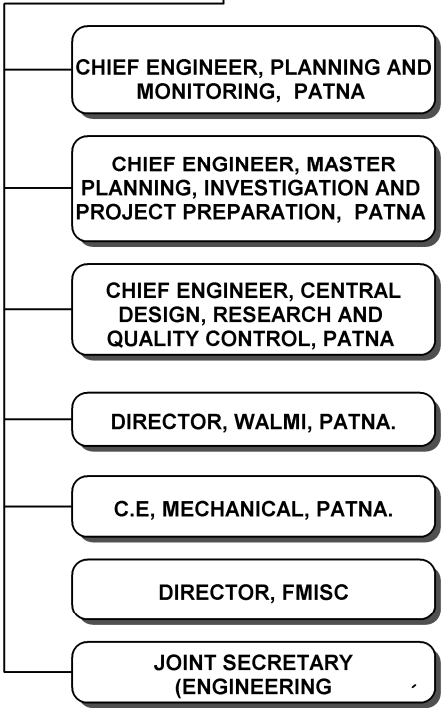 CHIEF ENGINEER, PLANNING AND
MONITORING, PATNA
CHIEF ENGINEER, MASTER
PLANNING, INVESTIGATION AND
PROJECT PREPARATION, PATNA
CHIEF ENGINEER, CENTRAL
DESIGN, RESEARCH AND
QUALITY CONTROL, PATNA
DIRECTOR, WALMI, PATNA.
C.E, MECHANICAL, PATNA.
DIRECTOR, FMISC
JOINT SECRETARY
(ENGINEERING